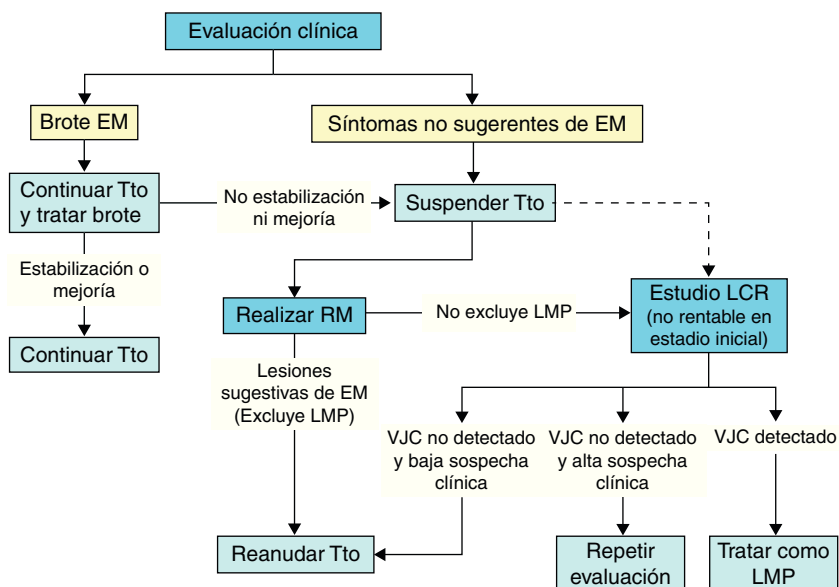 Evaluación clínica
Brote EM
Síntomas no sugerentes de EM
Continuar Tto
y tratar brote
No estabilización
ni mejoría
Suspender Tto
Estabilización o
mejoría
Continuar Tto
Realizar RM
No excluye LMP
Estudio LCR
(no rentable en
estadio inicial)
Lesiones
sugestivas de EM
(Excluye LMP)
VJC no detectado
y baja sospecha
clínica
VJC no detectado
y alta sospecha
clínica
VJC detectado
Reanudar Tto
Repetir
evaluación
Tratar como
LMP